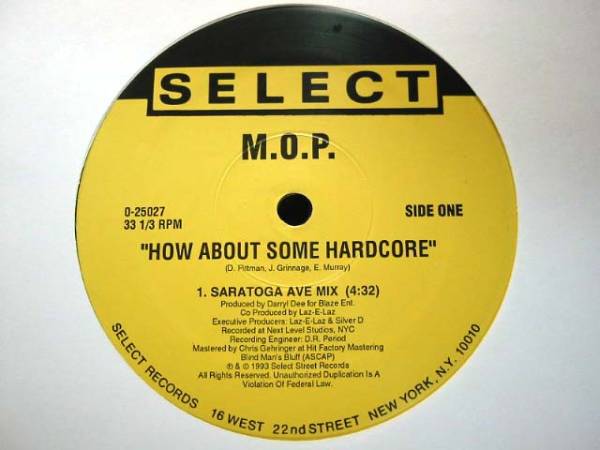 SELECT
M.O.P.
0-25027
33 1/3 RPM
SIDE ONE
"HOW ABOUT SOME HARDCORE"
(D. Pittman, J. Grinnage, E. Murray)
1. SARATOGA AVE MIX (4:32)
Produced by Darryl Dee for Blaze Ent.
Co Produced by Laz-E-Laz
Executive Producers: Laz-E-Laz & Silver D
Recorded at Next Level Studios, NYC
Recording Engineer: D.R. Period
Mastered by Chris Gehringer at Hit Factory Mastering
Blind Man's Bluff (ASCAP)
℗ & © 1993 Select Street Records
All Rights Reserved. Unauthorized Duplication Is A
Violation Of Federal Law.
SELECT RECORDS 16 WEST 22nd STREET NEW YORK, N.Y. 10010